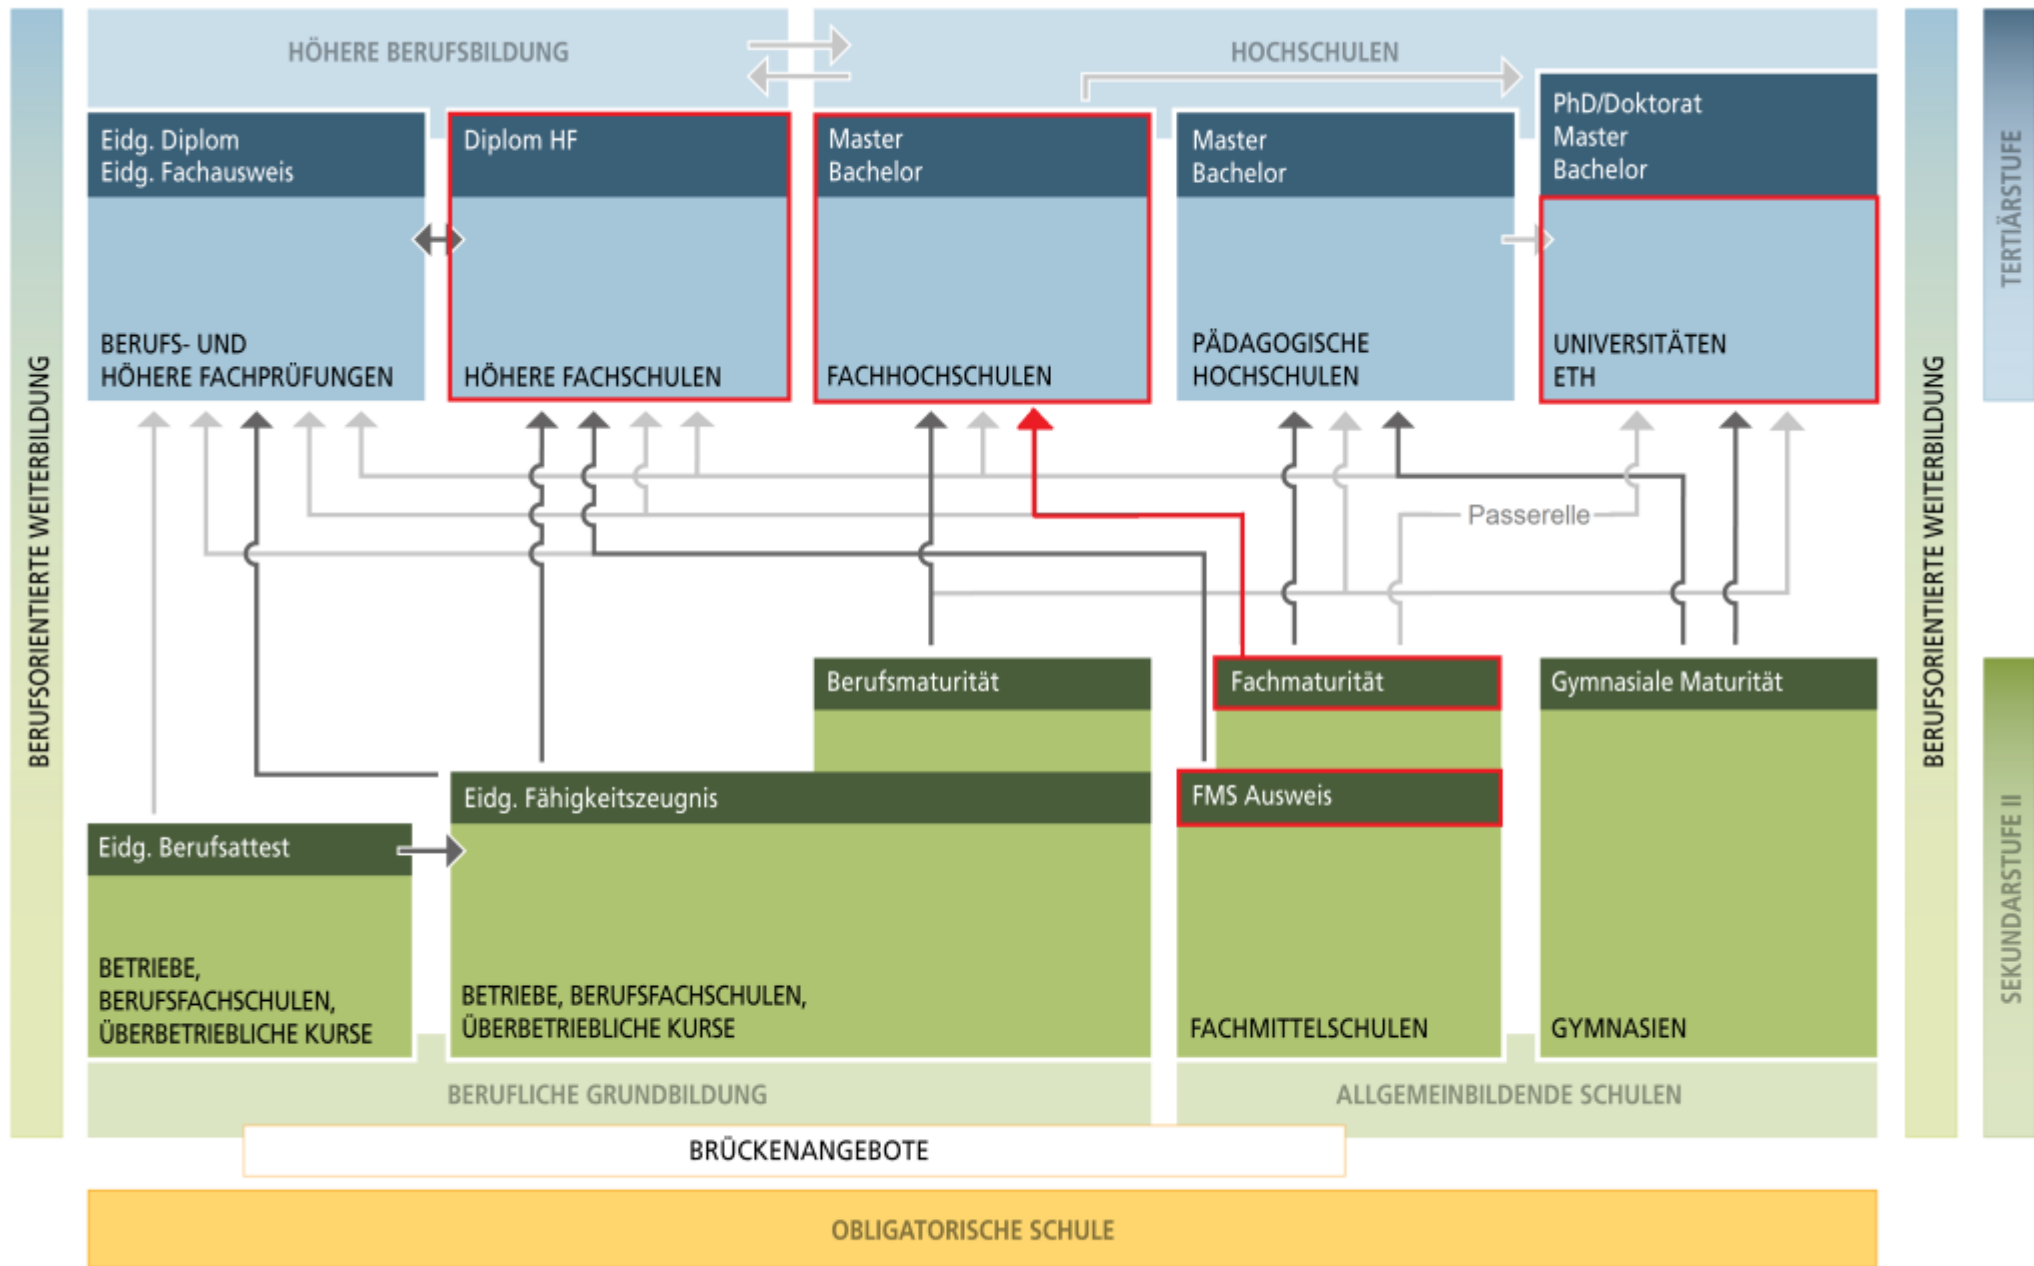 HÖHERE BERUFSBILDUNG
HOCHSCHULEN
Eidg. Diplom
Eidg. Fachausweis
BERUFS- UND
HÖHERE FACHPRÜFUNGEN
Diplom HF
HÖHERE FACHSCHULEN
Master
Bachelor
FACHHOCHSCHULEN
Master
Bachelor
PÄDAGOGISCHE
HOCHSCHULEN
PhD/Doktorat
Master
Bachelor
UNIVERSITÄTEN
ETH
BERUFSORIENTIERTE WEITERBILDUNG
BERUFSORIENTIERTE WEITERBILDUNG
TERTIÄRSTUFE
Passerelle
Berufsmaturität
Fachmaturität
Gymnasiale Maturität
Eidg. Fähigkeitszeugnis
FMS Ausweis
Eidg. Berufsattest
BETRIEBE,
BERUFSFACHSCHULEN,
ÜBERBETRIEBLICHE KURSE
BETRIEBE, BERUFSFACHSCHULEN,
ÜBERBETRIEBLICHE KURSE
FACHMITTELSCHULEN
GYMNASIEN
SEKUNDARSTUFE II
BERUFLICHE GRUNDBILDUNG
ALLGEMEINBILDENDE SCHULEN
BRÜCKENANGEBOTE
OBLIGATORISCHE SCHULE